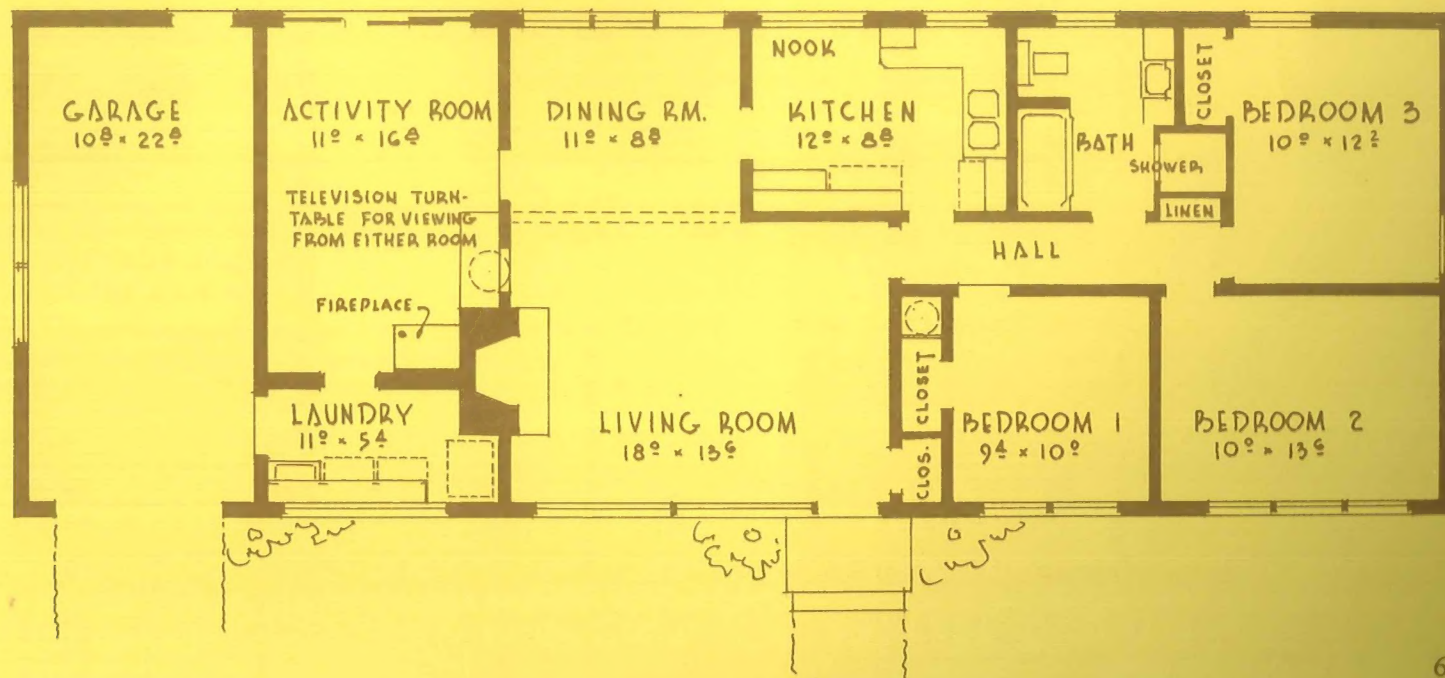 GARAGE
10⁸ × 22⁸
ACTIVITY ROOM
11⁰ × 16⁸
TELEVISION TURN-
TABLE FOR VIEWING
FROM EITHER ROOM
FIREPLACE
LAUNDRY
11⁰ × 5⁴
DINING RM.
11⁰ × 8⁸
NOOK
KITCHEN
12⁰ × 8⁸
LIVING ROOM
18⁰ × 13⁶
BATH
SHOWER
LINEN
HALL
CLOSET
BEDROOM 3
10⁰ × 12²
CLOSET
CLOS.
BEDROOM 1
9⁴ × 10⁰
BEDROOM 2
10⁰ × 13⁶
6